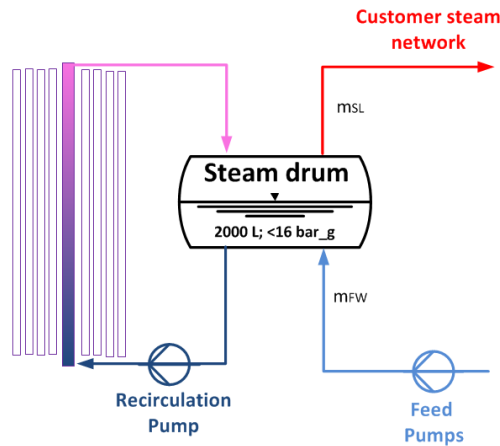 Customer steam
network
mSL
Steam drum
2000 L; <16 bar_g
mFW
Recirculation
Pump
Feed
Pumps